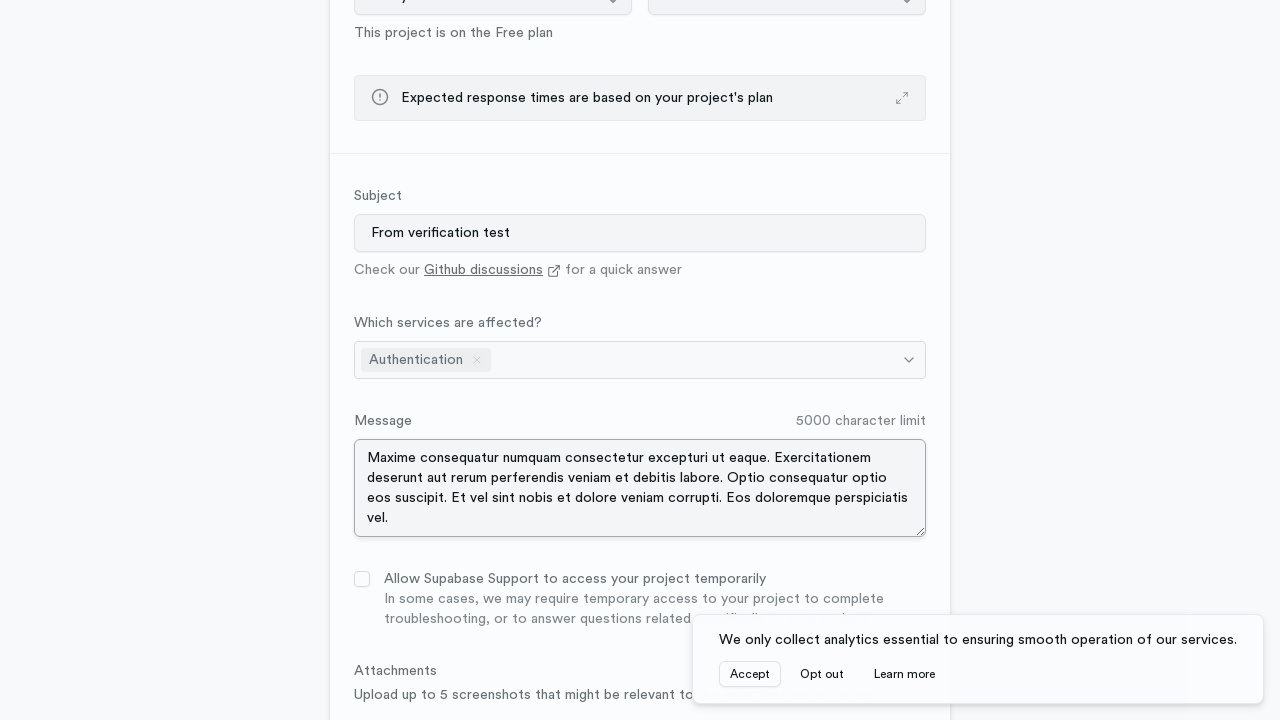 This project is on the Free plan
Expected response times are based on your project's plan
Subject
From verification test
Check our Github discussions for a quick answer
Which services are affected?
Authentication
Message
5000 character limit
Maxime consequatur numquam consectetur excepturi ut eaque. Exercitationem
deserunt aut rerum perferendis veniam et debitis labore. Optio consequatur optio
eos suscipit. Et vel sint nobis et dolore veniam corrupti. Eos doloremque perspiciatis
vel.
Allow Supabase Support to access your project temporarily
In some cases, we may require temporary access to your project to complete
troubleshooting, or to answer questions related
We only collect analytics essential to ensuring smooth operation of our services.
Accept
Opt out
Learn more
Attachments
Upload up to 5 screenshots that might be relevant to